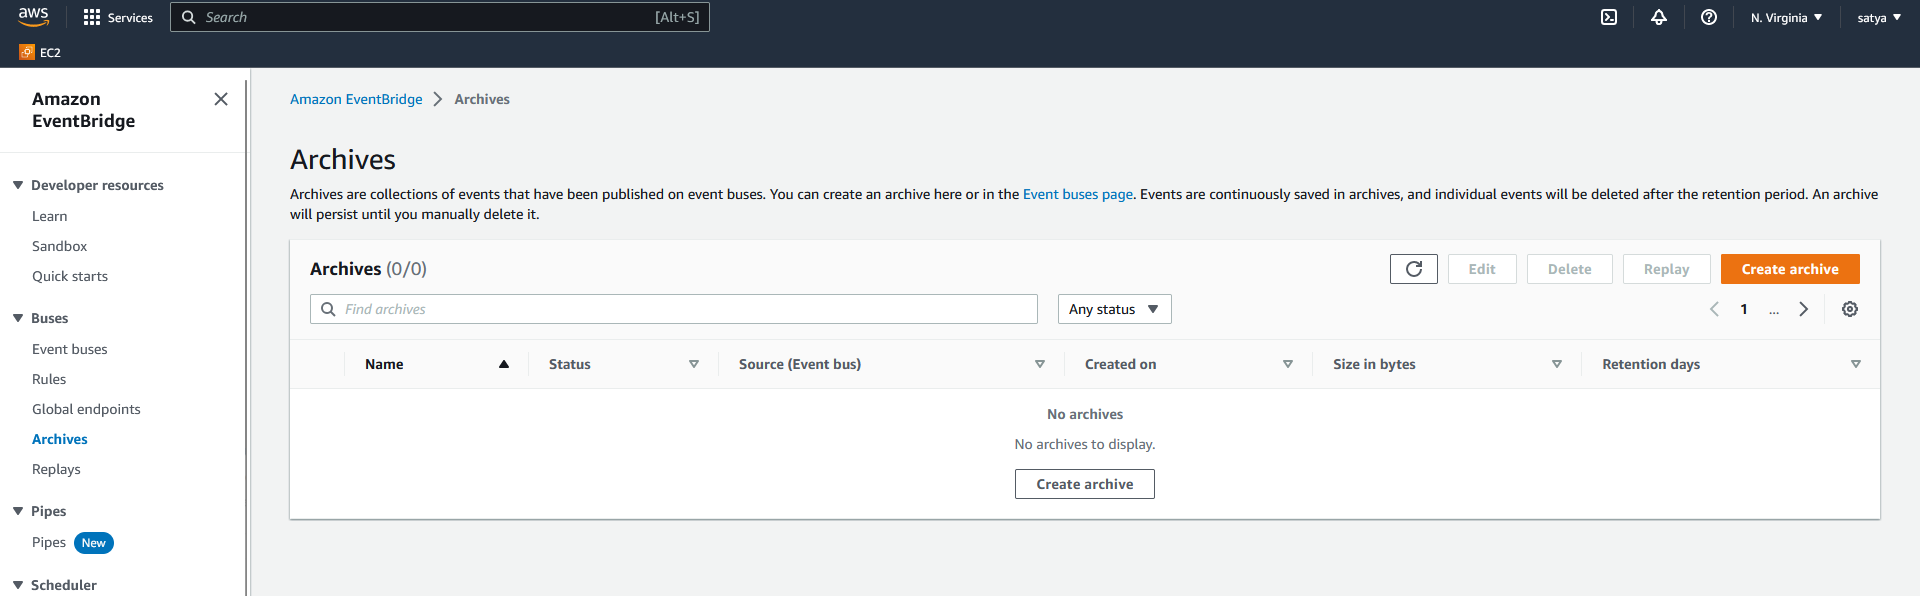 aws
Services
Search
[Alt+S]
N. Virginia
satya
EC2
Amazon
EventBridge
Developer resources
Learn
Sandbox
Quick starts
Buses
Event buses
Rules
Global endpoints
Archives
Replays
Pipes
Pipes New
Scheduler
Amazon EventBridge > Archives
Archives
Archives are collections of events that have been published on event buses. You can create an archive here or in the Event buses page. Events are continuously saved in archives, and individual events will be deleted after the retention period. An archive
will persist until you manually delete it.
Archives (0/0)
Edit
Delete
Replay
Create archive
Find archives
Any status
1 ...
Name
Status
Source (Event bus)
Created on
Size in bytes
Retention days
No archives
No archives to display.
Create archive